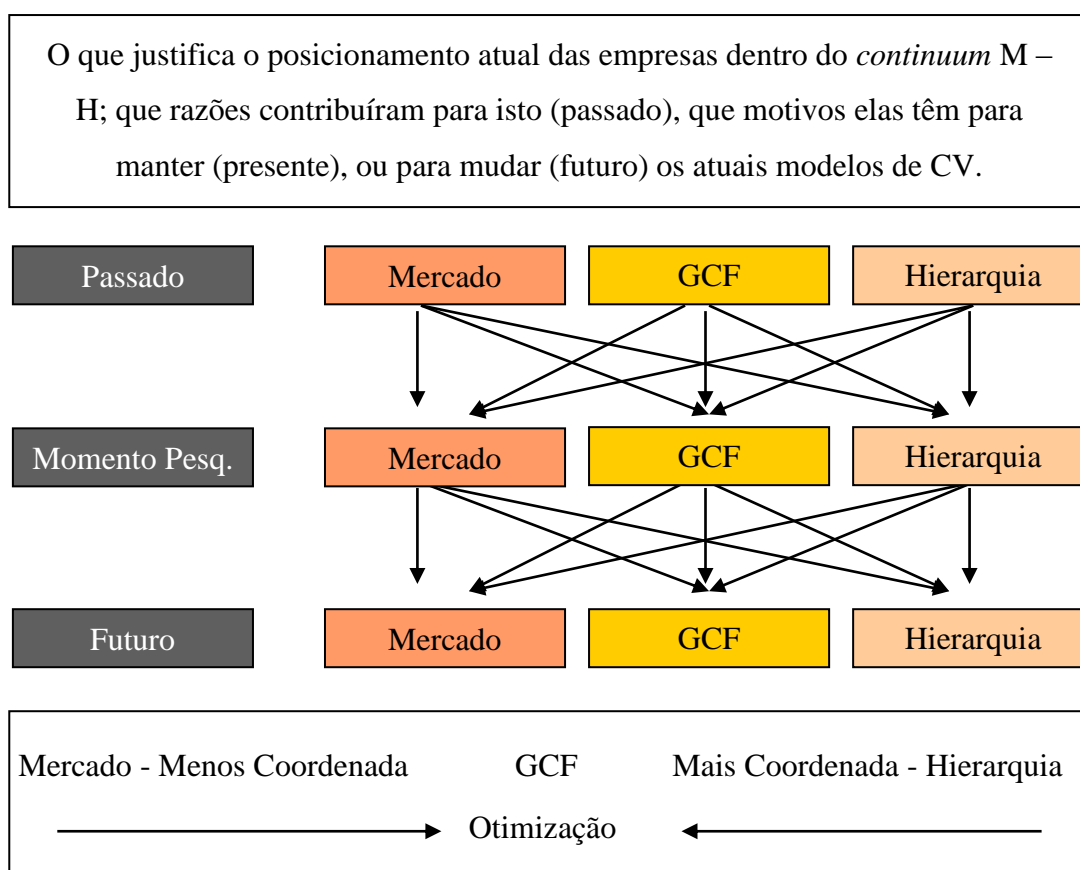 O que justifica o posicionamento atual das empresas dentro do continuum M –
H; que razões contribuíram para isto (passado), que motivos elas têm para
manter (presente), ou para mudar (futuro) os atuais modelos de CV.
Passado Mercado GCF Hierarquia
Momento Pesq. Mercado GCF Hierarquia
Futuro Mercado GCF Hierarquia
Mercado - Menos Coordenada GCF Mais Coordenada - Hierarquia
Otimização